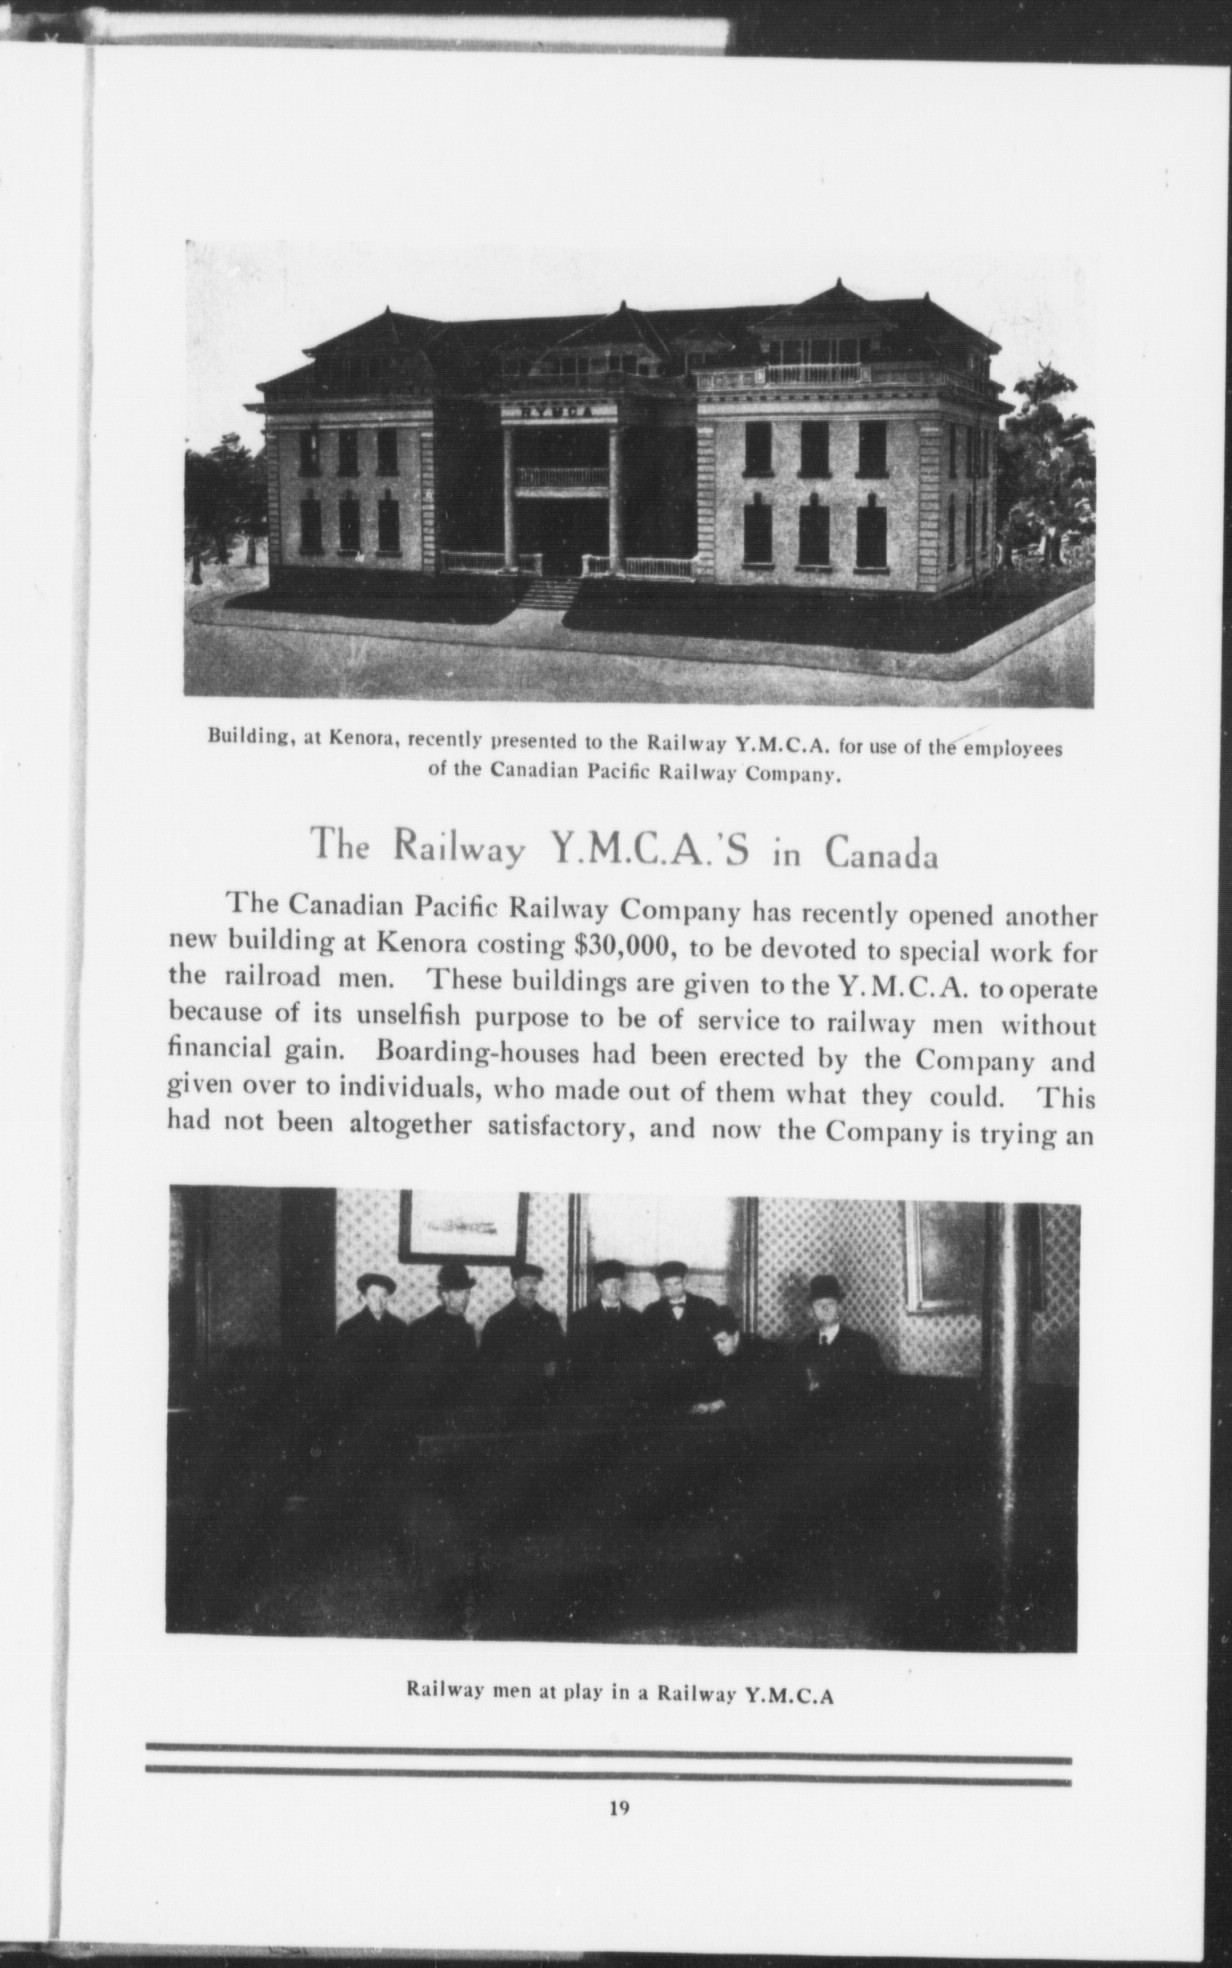 RYMCA
Building, at Kenora, recently presented to the Railway Y.M.C.A. for use of the employees
of the Canadian Pacific Railway Company.
The Railway Y.M.C.A.'S in Canada
The Canadian Pacific Railway Company has recently opened another
new building at Kenora costing $30,000, to be devoted to special work for
the railroad men. These buildings are given to the Y.M.C.A. to operate
because of its unselfish purpose to be of service to railway men without
financial gain. Boarding-houses had been erected by the Company and
given over to individuals, who made out of them what they could. This
had not been altogether satisfactory, and now the Company is trying an
Railway men at play in a Railway Y.M.C.A
19